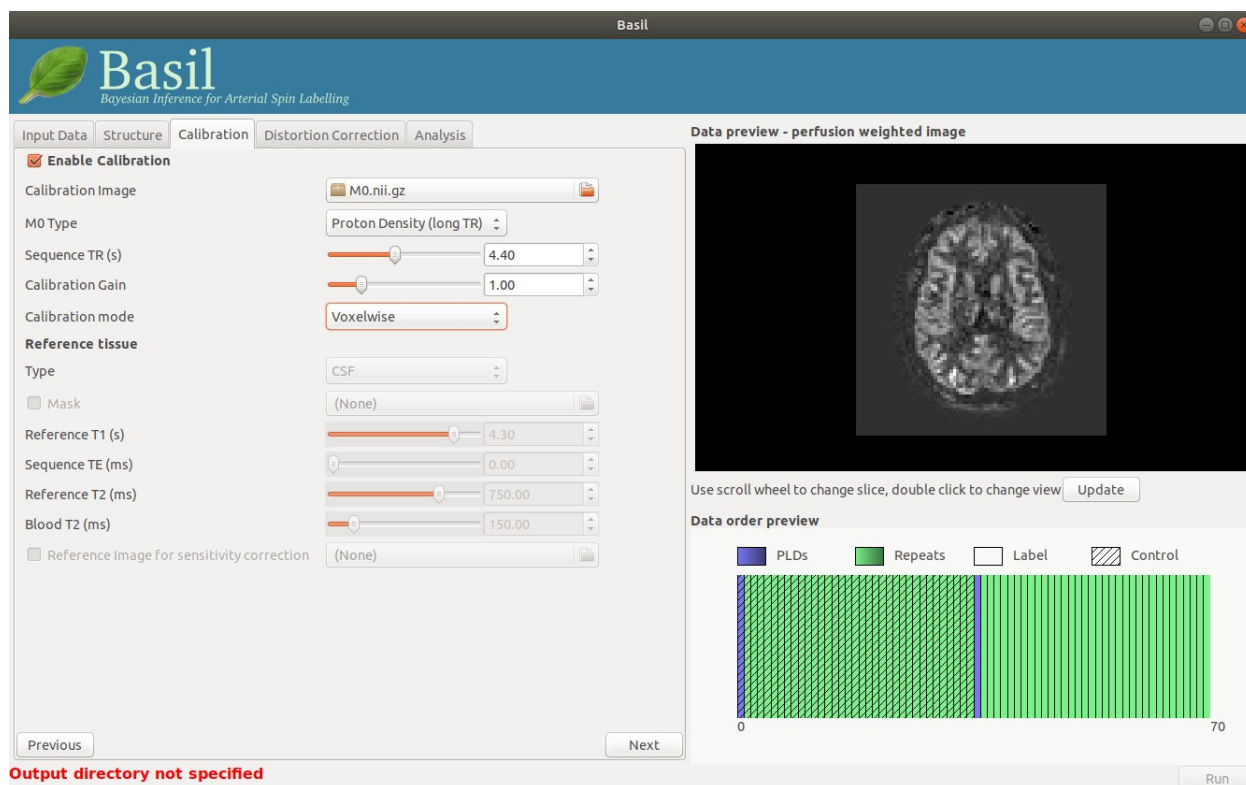 Basil
Basil
Bayesian Inference for Arterial Spin Labelling
Input Data Structure Calibration Distortion Correction Analysis
Enable Calibration
Calibration Image M0.nii.gz
M0 Type Proton Density (long TR)
Sequence TR (s) 4.40
Calibration Gain 1.00
Calibration mode Voxelwise
Reference tissue
Type CSF
Mask (None)
Reference T1 (s) 4.30
Sequence TE (ms) 0.00
Reference T2 (ms) 750.00
Blood T2 (ms) 150.00
Reference Image for sensitivity correction (None)
Previous Next
Output directory not specified
Data preview - perfusion weighted image
Use scroll wheel to change slice, double click to change view Update
Data order preview
PLDs Repeats Label Control
0 70
Run